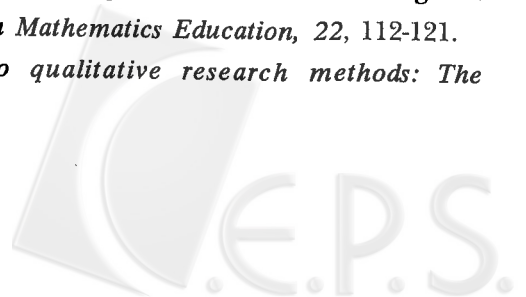 n Mathematics Education, 22, 112-121.
o qualitative research methods: The
C.E.P.S.